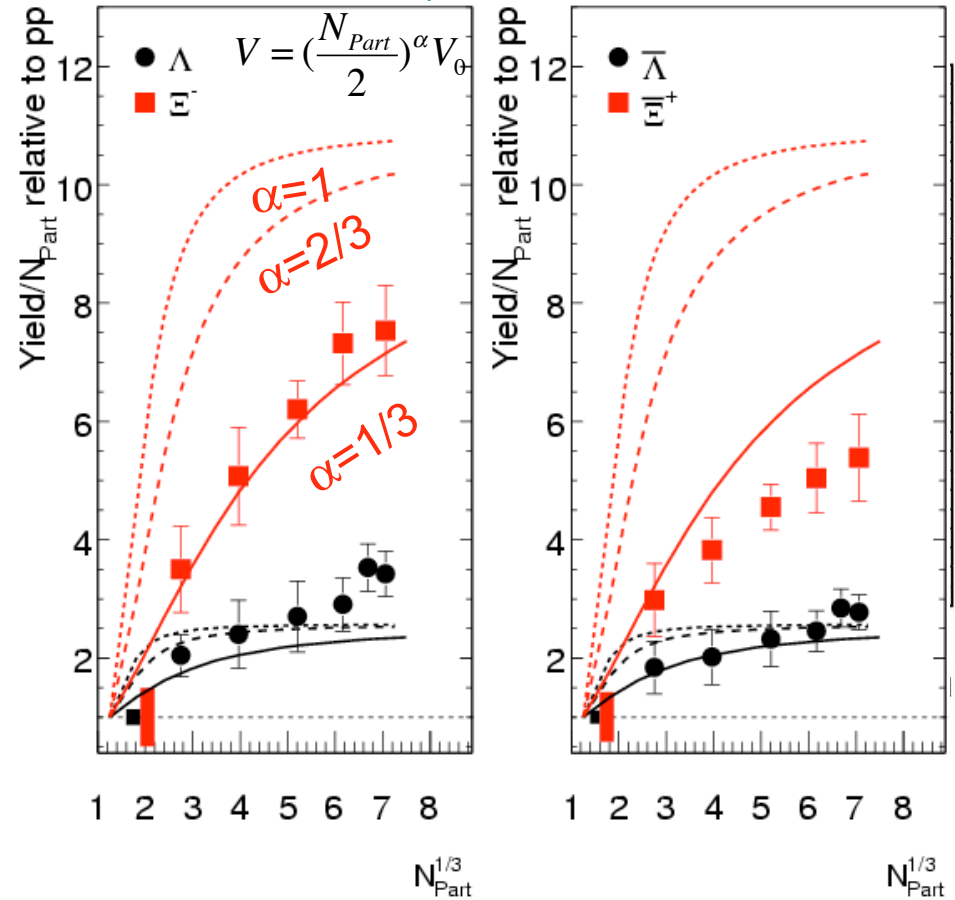 Yield/N_Part relative to pp
12
10
8
6
4
2
Λ
Ξ⁻
V = (N_Part/2)^α V₀
α=1
α=2/3
α=1/3
1 2 3 4 5 6 7 8
N_Part^1/3
Yield/N_Part relative to pp
12
10
8
6
4
2
Λ̅
Ξ̅⁺
1 2 3 4 5 6 7 8
N_Part^1/3